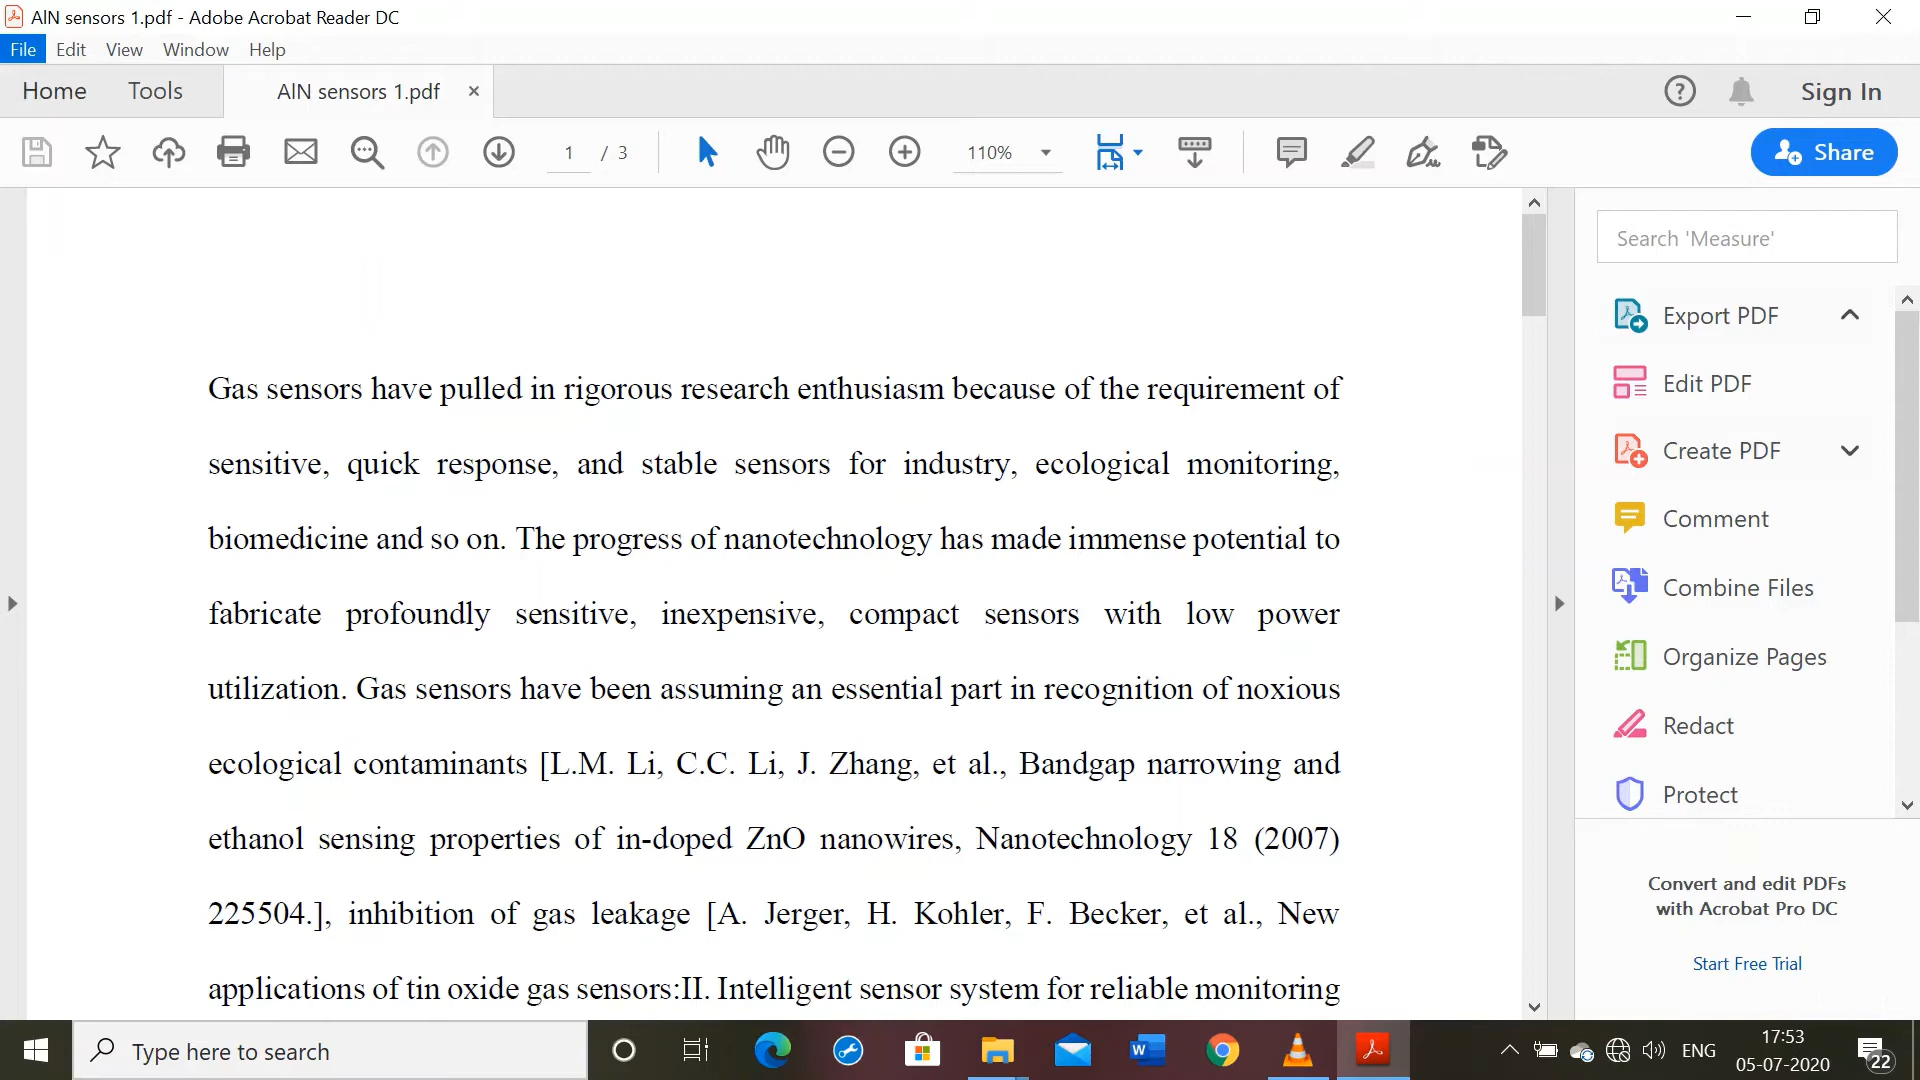 AlN sensors 1.pdf - Adobe Acrobat Reader DC
File Edit View Window Help
Home Tools AlN sensors 1.pdf Sign In
1 / 3 110% Share
Search 'Measure'
Export PDF
Edit PDF
Create PDF
Comment
Combine Files
Organize Pages
Redact
Protect
Convert and edit PDFs
with Acrobat Pro DC
Start Free Trial
Gas sensors have pulled in rigorous research enthusiasm because of the requirement of
sensitive, quick response, and stable sensors for industry, ecological monitoring,
biomedicine and so on. The progress of nanotechnology has made immense potential to
fabricate profoundly sensitive, inexpensive, compact sensors with low power
utilization. Gas sensors have been assuming an essential part in recognition of noxious
ecological contaminants [L.M. Li, C.C. Li, J. Zhang, et al., Bandgap narrowing and
ethanol sensing properties of in-doped ZnO nanowires, Nanotechnology 18 (2007)
225504.], inhibition of gas leakage [A. Jerger, H. Kohler, F. Becker, et al., New
applications of tin oxide gas sensors:II. Intelligent sensor system for reliable monitoring
Type here to search
ENG
17:53
05-07-2020
22